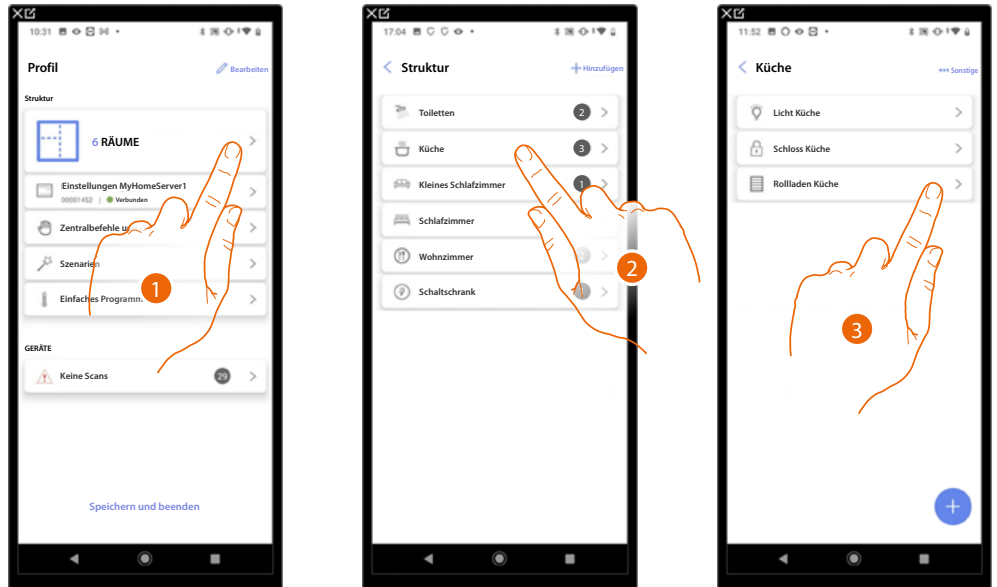 10:31
Profil
Bearbeiten
Struktur
6 RÄUME
Einstellungen MyHomeServer1
00001452 | Verbunden
Zentralbefehle u
Szenarien
Einfaches Programm
1
GERÄTE
Keine Scans 29
Speichern und beenden
17:04
Struktur
Hinzufügen
Toiletten 2
Küche 3
Kleines Schlafzimmer 1
Schlafzimmer
Wohnzimmer 2
Schaltschrank
2
11:52
Küche
Sonstige
Licht Küche
Schloss Küche
Rollladen Küche
3